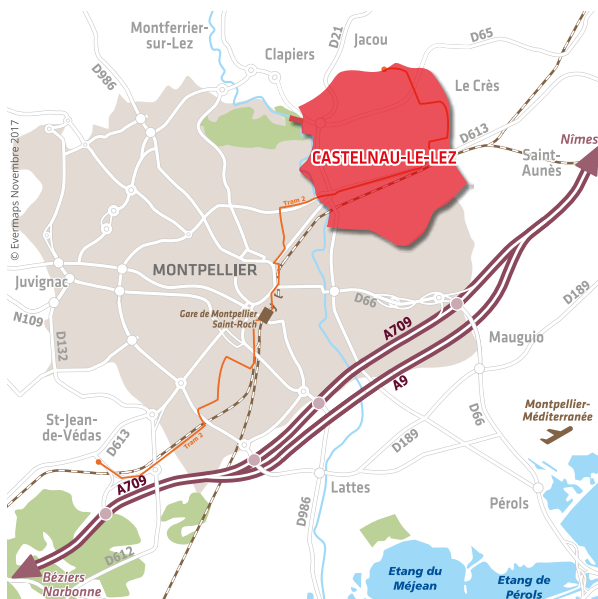 Montferrier-
sur-Lez
D21
Jacou
D65
Clapiers
D986
Le Crès
D613
CASTELNAU-LE-LEZ
Nîmes
Saint-
Aunès
© Evermaps Novembre 2017
Tram 2
MONTPELLIER
Juvignac
D66
D189
N109
Gare de Montpellier
Saint-Roch
D132
A709
Mauguio
A9
St-Jean-
de-Védas
D613
Tram 2
D66
Montpellier-
Méditerranée
D189
A709
Lattes
D986
Pérols
D612
Béziers
Narbonne
Etang du
Méjean
Etang de
Pérols